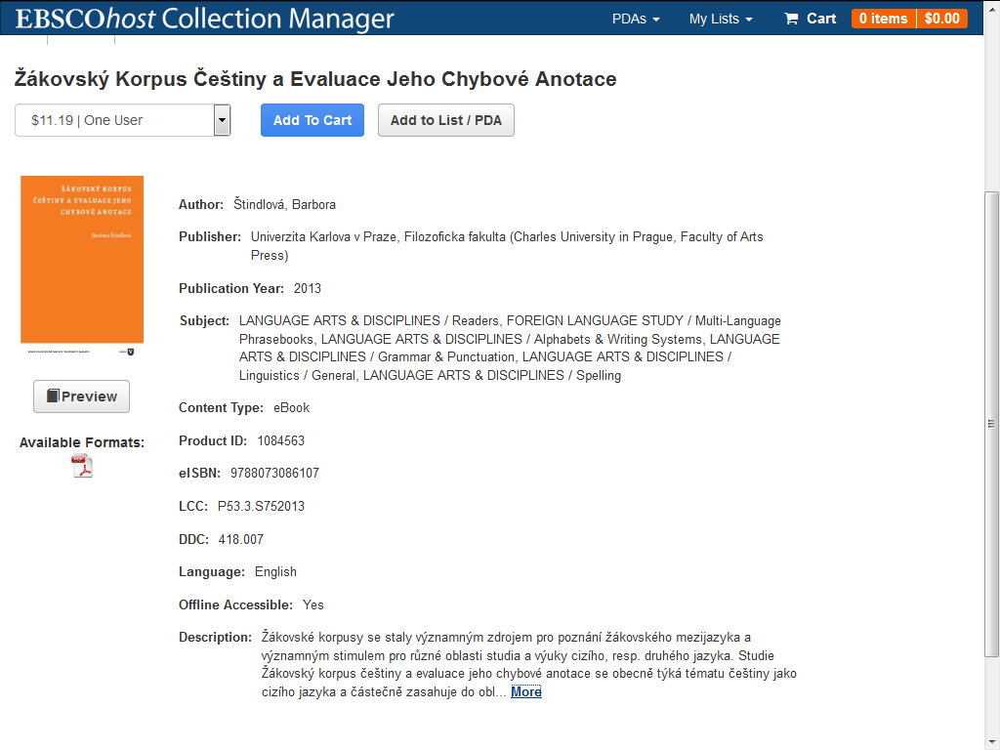 EBSCOhost Collection Manager PDAs My Lists Cart 0 items $0.00
Žákovský Korpus Češtiny a Evaluace Jeho Chybové Anotace
$11.19 | One User Add To Cart Add to List / PDA
ŽÁKOVSKÝ KORPUS
ČEŠTINY A EVALUACE JEHO
CHYBOVÉ ANOTACE
Barbora Štindlová
Preview
Available Formats:
PDF
Author: Štindlová, Barbora
Publisher: Univerzita Karlova v Praze, Filozoficka fakulta (Charles University in Prague, Faculty of Arts
Press)
Publication Year: 2013
Subject: LANGUAGE ARTS & DISCIPLINES / Readers, FOREIGN LANGUAGE STUDY / Multi-Language
Phrasebooks, LANGUAGE ARTS & DISCIPLINES / Alphabets & Writing Systems, LANGUAGE
ARTS & DISCIPLINES / Grammar & Punctuation, LANGUAGE ARTS & DISCIPLINES /
Linguistics / General, LANGUAGE ARTS & DISCIPLINES / Spelling
Content Type: eBook
Product ID: 1084563
eISBN: 9788073086107
LCC: P53.3.S752013
DDC: 418.007
Language: English
Offline Accessible: Yes
Description: Žákovské korpusy se staly významným zdrojem pro poznání žákovského mezijazyka a
významným stimulem pro různé oblasti studia a výuky cizího, resp. druhého jazyka. Studie
Žákovský korpus češtiny a evaluace jeho chybové anotace se obecně týká tématu češtiny jako
cizího jazyka a částečně zasahuje do obl... More